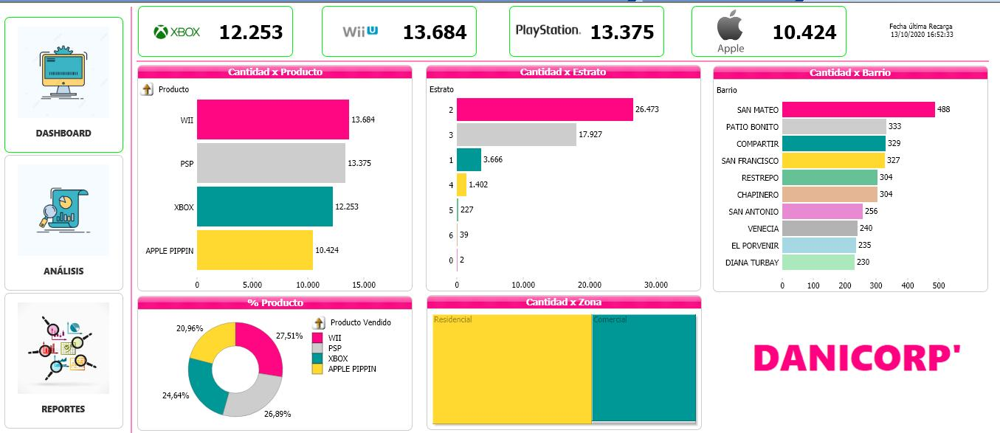 XBOX 12.253
Wii U 13.684
PlayStation. 13.375
Apple 10.424
Fecha última Recarga
13/10/2020 16:52:33
DASHBOARD
ANÁLISIS
REPORTES
Cantidad x Producto
Producto
WII 13.684
PSP 13.375
XBOX 12.253
APPLE PIPPIN 10.424
0 5.000 10.000 15.000
Cantidad x Estrato
Estrato
2 26.473
3 17.927
1 3.666
4 1.402
5 227
6 39
0 2
0 10.000 20.000 30.000
Cantidad x Barrio
Barrio
SAN MATEO 488
PATIO BONITO 333
COMPARTIR 329
SAN FRANCISCO 327
RESTREPO 304
CHAPINERO 304
SAN ANTONIO 256
VENECIA 240
EL PORVENIR 235
DIANA TURBAY 230
0 100 200 300 400 500
% Producto
Producto Vendido
WII
PSP
XBOX
APPLE PIPPIN
20,96%
27,51%
24,64%
26,89%
Cantidad x Zona
Residencial
Comercial
DANICORP'